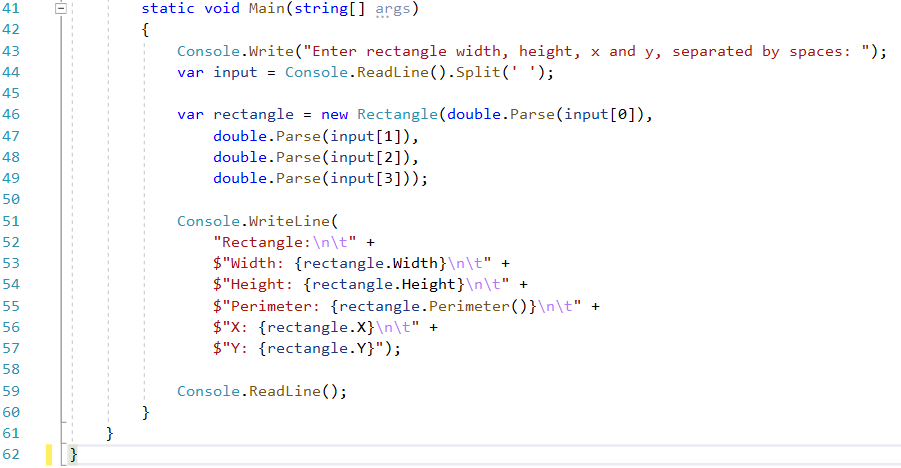 41 static void Main(string[] args)
42 {
43 Console.Write("Enter rectangle width, height, x and y, separated by spaces: ");
44 var input = Console.ReadLine().Split(' ');
45
46 var rectangle = new Rectangle(double.Parse(input[0]),
47 double.Parse(input[1]),
48 double.Parse(input[2]),
49 double.Parse(input[3]));
50
51 Console.WriteLine(
52 "Rectangle:\n\t" +
53 $"Width: {rectangle.Width}\n\t" +
54 $"Height: {rectangle.Height}\n\t" +
55 $"Perimeter: {rectangle.Perimeter()}\n\t" +
56 $"X: {rectangle.X}\n\t" +
57 $"Y: {rectangle.Y}");
58
59 Console.ReadLine();
60 }
61 }
62 }